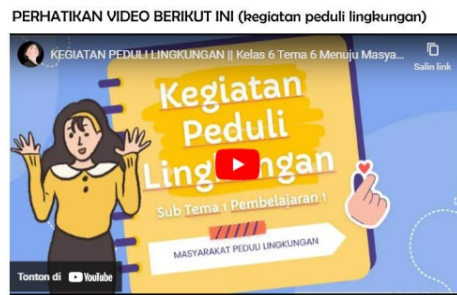 PERHATIKAN VIDEO BERIKUT INI (kegiatan peduli lingkungan)
KEGIATAN PEDULI LINGKUNGAN || Kelas 6 Tema 6 Menuju Masya...
Salin link
Kegiatan
Peduli
Sub Tema 1 Pembelajaran 1
MASYARAKAT PEDULI LINGKUNGAN
Tonton di YouTube